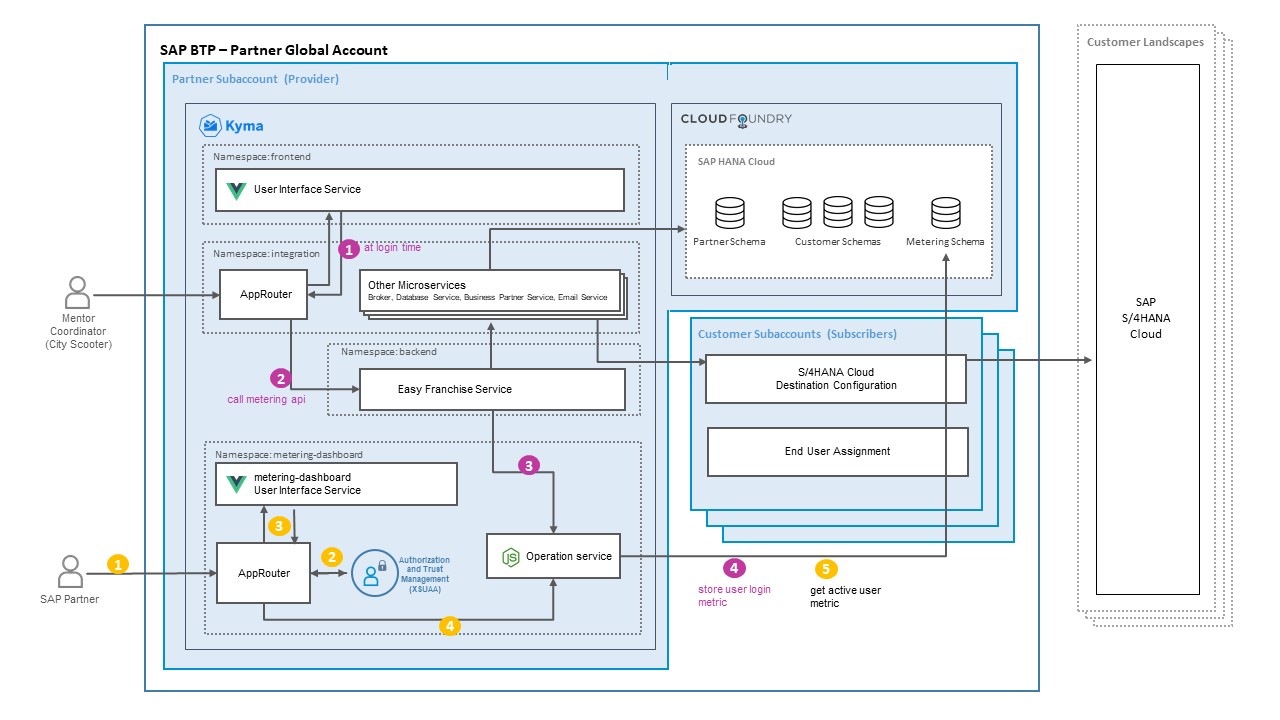 SAP BTP – Partner Global Account
Customer Landscapes
Partner Subaccount (Provider)
Kyma
CLOUD FOUNDRY
Namespace: frontend
User Interface Service
SAP HANA Cloud
Partner Schema
Customer Schemas
Metering Schema
1
at login time
Namespace: integration
AppRouter
Other Microservices
Broker, Database Service, Business Partner Service, Email Service
Mentor
Coordinator
(City Scooter)
SAP
S/4HANA
Cloud
Customer Subaccounts (Subscribers)
Namespace: backend
S/4HANA Cloud
Destination Configuration
2
call metering api
Easy Franchise Service
End User Assignment
Namespace: metering-dashboard
3
metering-dashboard
User Interface Service
3
1
SAP Partner
AppRouter
2
Authorization
and Trust
Management
(XSUAA)
JS
Operation service
4
store user login
metric
5
get active user
metric
4